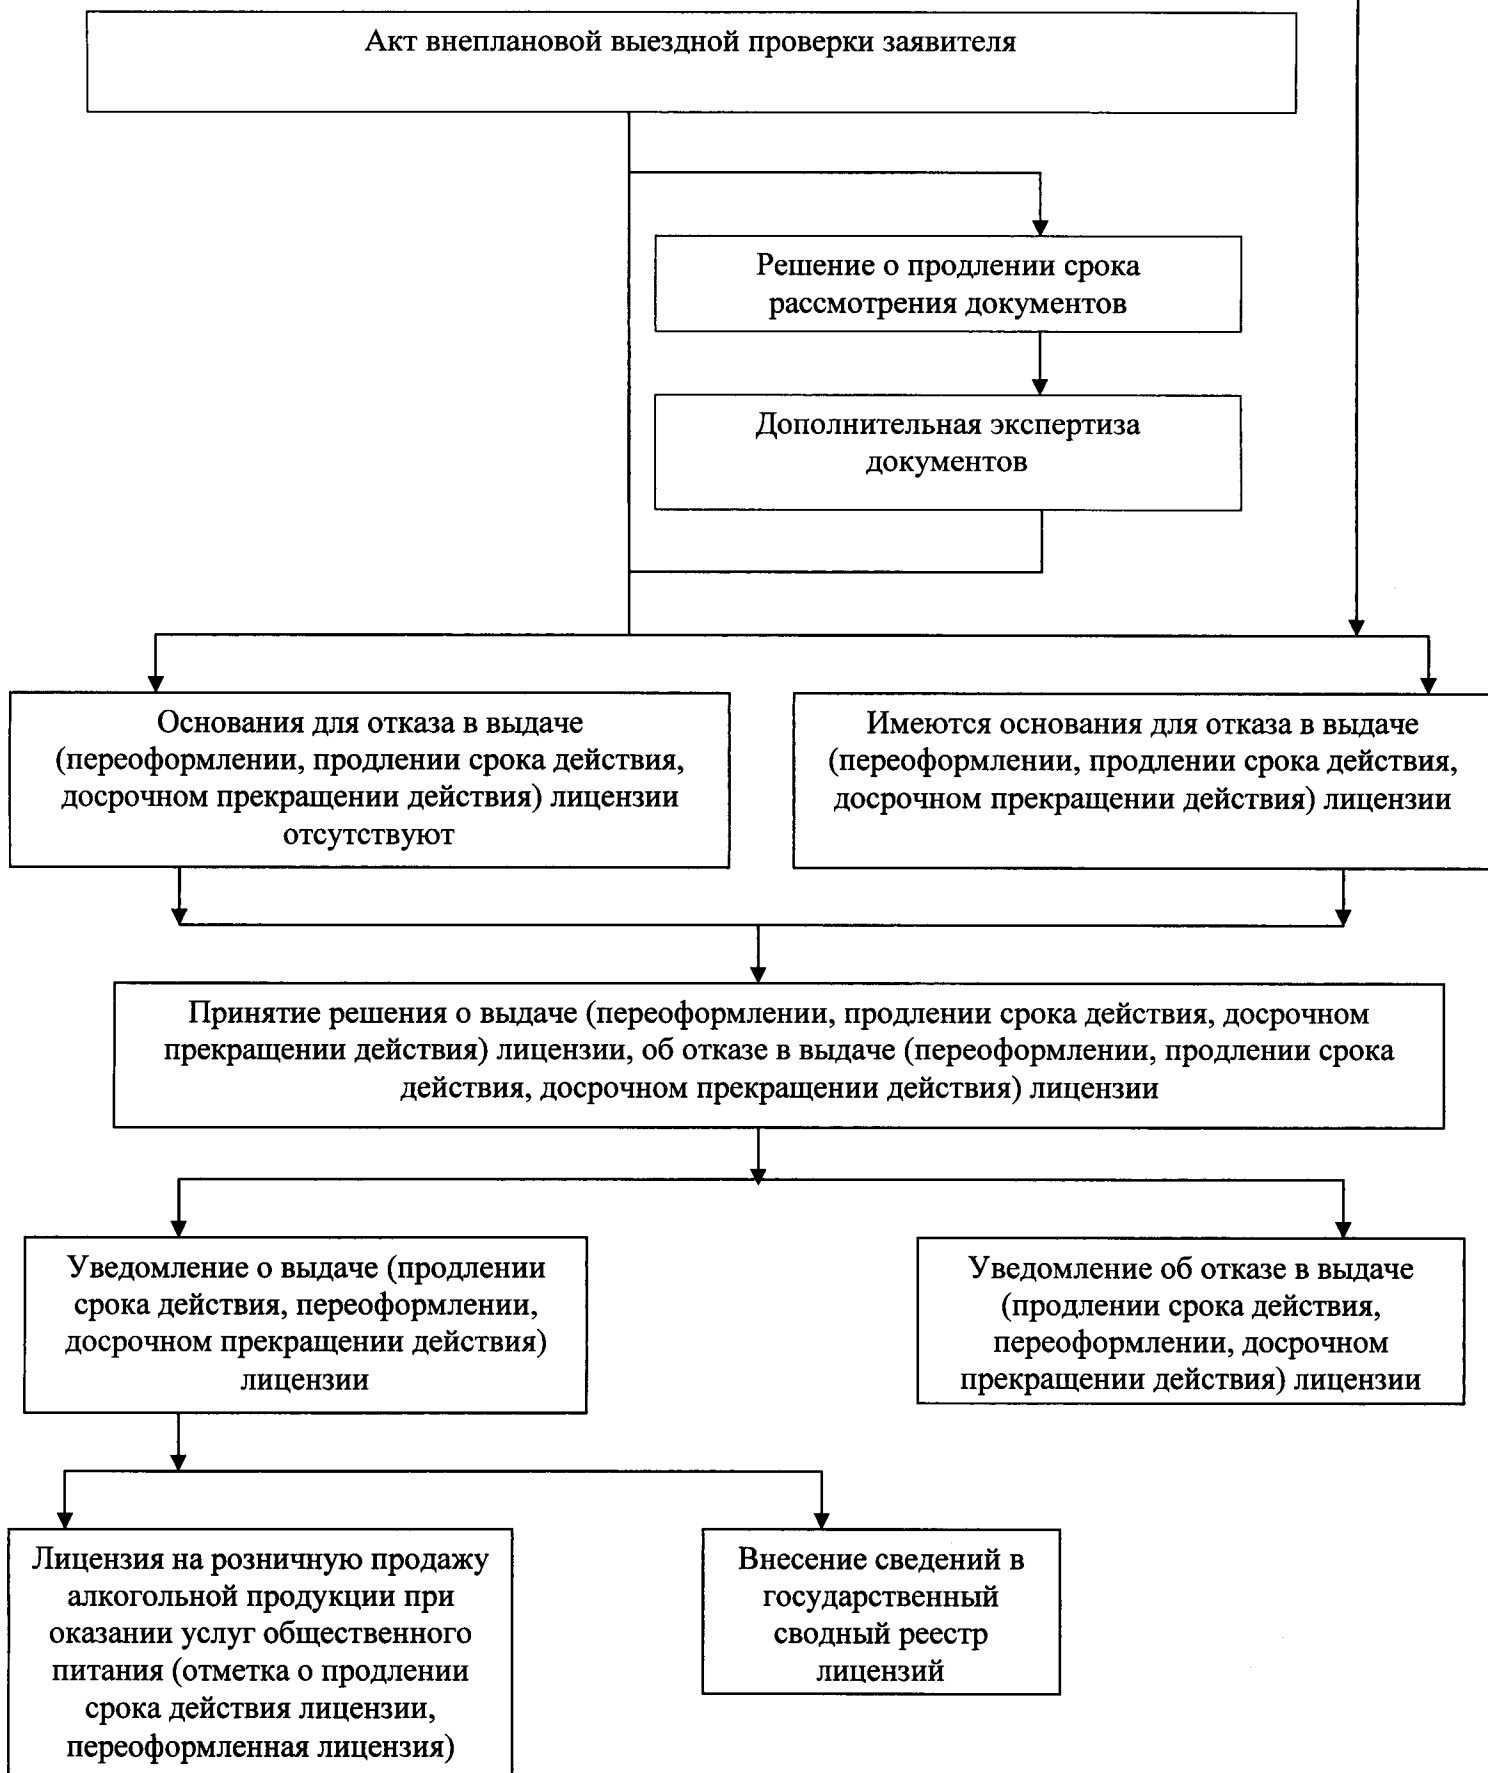 Акт внеплановой выездной проверки заявителя
Решение о продлении срока
рассмотрения документов
Дополнительная экспертиза
документов
Основания для отказа в выдаче
(переоформлении, продлении срока действия,
досрочном прекращении действия) лицензии
отсутствуют
Имеются основания для отказа в выдаче
(переоформлении, продлении срока действия,
досрочном прекращении действия) лицензии
Принятие решения о выдаче (переоформлении, продлении срока действия, досрочном
прекращении действия) лицензии, об отказе в выдаче (переоформлении, продлении срока
действия, досрочном прекращении действия) лицензии
Уведомление о выдаче (продлении
срока действия, переоформлении,
досрочном прекращении действия)
лицензии
Уведомление об отказе в выдаче
(продлении срока действия,
переоформлении, досрочном
прекращении действия) лицензии
Лицензия на розничную продажу
алкогольной продукции при
оказании услуг общественного
питания (отметка о продлении
срока действия лицензии,
переоформленная лицензия)
Внесение сведений в
государственный
сводный реестр
лицензий